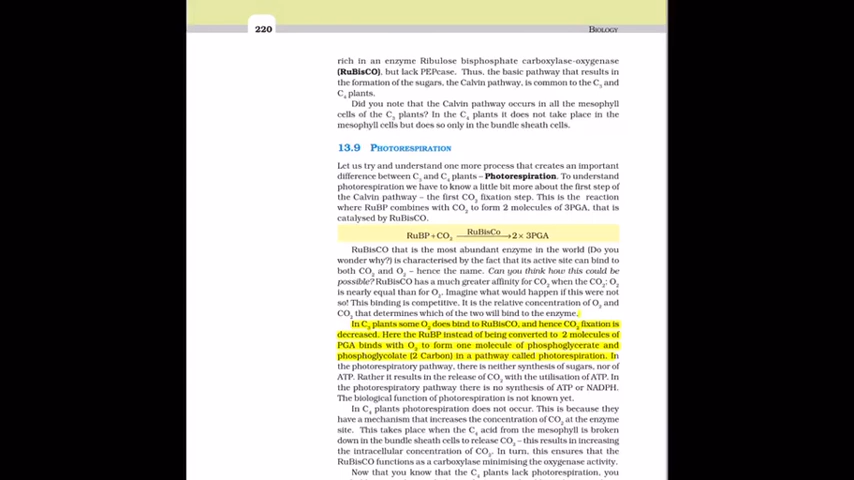 220
BIOLOGY
rich in an enzyme Ribulose bisphosphate carboxylase-oxygenase
(RuBisCO), but lack PEPcase. Thus, the basic pathway that results in
the formation of the sugars, the Calvin pathway, is common to the C3 and
C4 plants.
Did you note that the Calvin pathway occurs in all the mesophyll
cells of the C3 plants? In the C4 plants it does not take place in the
mesophyll cells but does so only in the bundle sheath cells.
13.9 PHOTORESPIRATION
Let us try and understand one more process that creates an important
difference between C3 and C4 plants – Photorespiration. To understand
photorespiration we have to know a little bit more about the first step of
the Calvin pathway – the first CO2 fixation step. This is the reaction
where RuBP combines with CO2 to form 2 molecules of 3PGA, that is
catalysed by RuBisCO.
RuBP+CO2 —RuBisCo→ 2× 3PGA
RuBisCO that is the most abundant enzyme in the world (Do you
wonder why?) is characterised by the fact that its active site can bind to
both CO2 and O2 – hence the name. Can you think how this could be
possible? RuBisCO has a much greater affinity for CO2 when the CO2: O2
is nearly equal than for O2. Imagine what would happen if this were not
so! This binding is competitive. It is the relative concentration of O2 and
CO2 that determines which of the two will bind to the enzyme.
In C3 plants some O2 does bind to RuBisCO, and hence CO2 fixation is
decreased. Here the RuBP instead of being converted to 2 molecules of
PGA binds with O2 to form one molecule of phosphoglycerate and
phosphoglycolate (2 Carbon) in a pathway called photorespiration. In
the photorespiratory pathway, there is neither synthesis of sugars, nor of
ATP. Rather it results in the release of CO2 with the utilisation of ATP. In
the photorespiratory pathway there is no synthesis of ATP or NADPH.
The biological function of photorespiration is not known yet.
In C4 plants photorespiration does not occur. This is because they
have a mechanism that increases the concentration of CO2 at the enzyme
site. This takes place when the C4 acid from the mesophyll is broken
down in the bundle sheath cells to release CO2 – this results in increasing
the intracellular concentration of CO2. In turn, this ensures that the
RuBisCO functions as a carboxylase minimising the oxygenase activity.
Now that you know that the C4 plants lack photorespiration, you